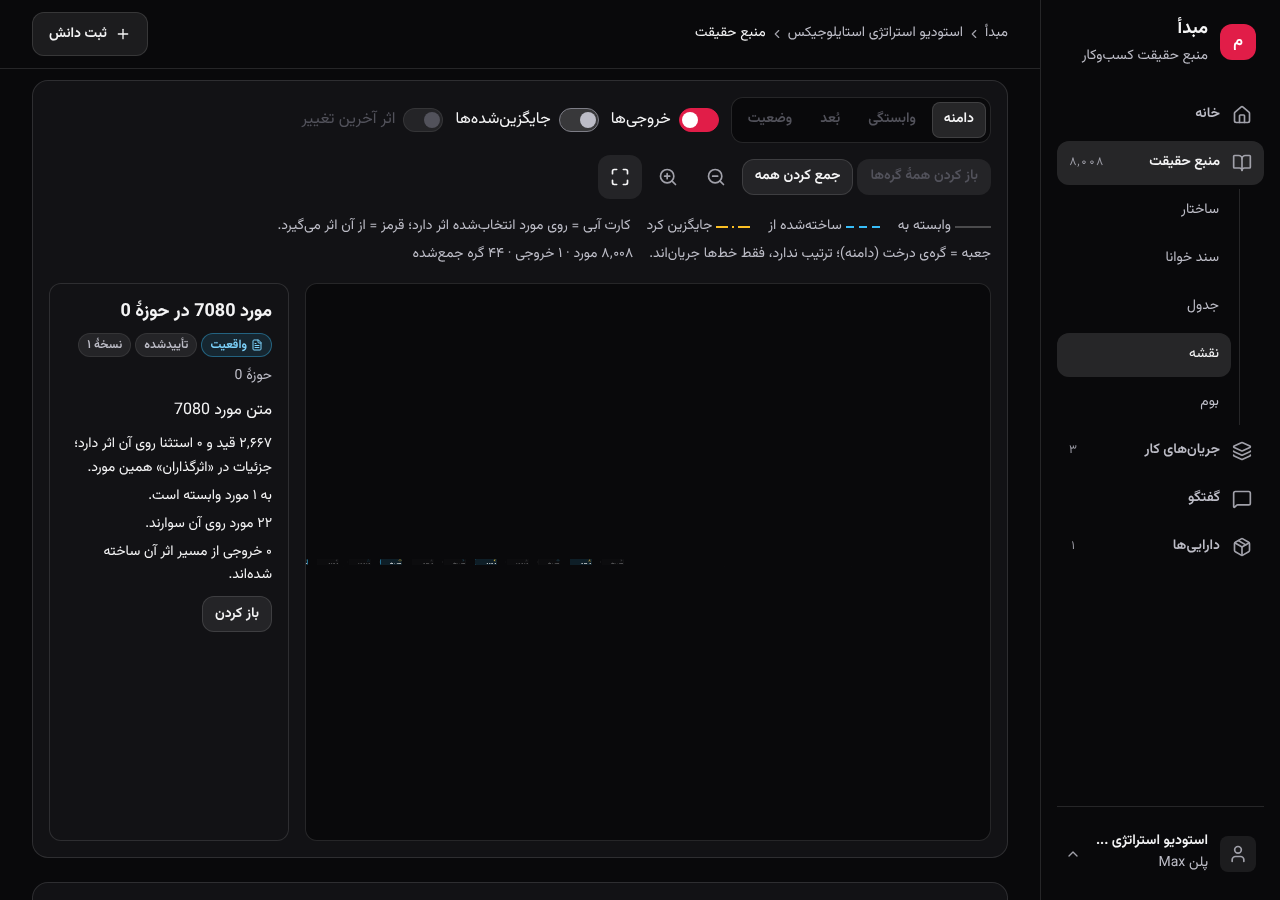 م
مبدأ
منبع حقیقت کسب‌وکار
خانه
منبع حقیقت ۸,۰۰۸
ساختار
سند خوانا
جدول
نقشه
بوم
جریان‌های کار ۳
گفتگو
دارایی‌ها ۱
استودیو استراتژی ...
پلن Max
مبدأ › استودیو استراتژی استایلوجیکس › منبع حقیقت
ثبت دانش
دامنه وابستگی بُعد وضعیت خروجی‌ها جایگزین‌شده‌ها اثر آخرین تغییر
باز کردن همهٔ گره‌ها جمع کردن همه
وابسته به ساخته‌شده از جایگزین کرد کارت آبی = روی مورد انتخاب‌شده اثر دارد؛ قرمز = از آن اثر می‌گیرد.
جعبه = گره‌ی درخت (دامنه)؛ ترتیب ندارد، فقط خط‌ها جریان‌اند. ۸,۰۰۸ مورد · ۱ خروجی · ۴۴ گره جمع‌شده
مورد 7080 در حوزهٔ 0
واقعیت تأییدشده نسخهٔ ۱
حوزهٔ 0
متن مورد 7080
۲,۶۶۷ قید و ۰ استثنا روی آن اثر دارد؛
جزئیات در «اثرگذاران» همین مورد.
به ۱ مورد وابسته است.
۲۲ مورد روی آن سوارند.
۰ خروجی از مسیر اثر آن ساخته
شده‌اند.
باز کردن